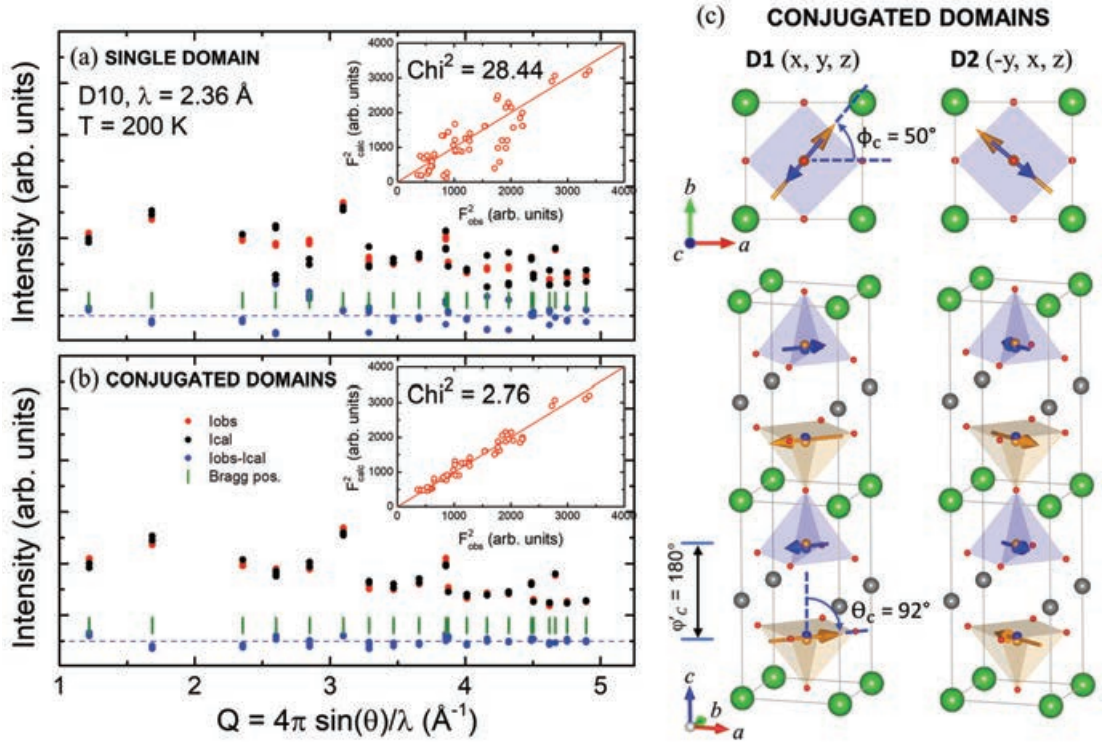 (a) SINGLE DOMAIN
D10, λ = 2.36 Å
T = 200 K
Intensity (arb. units)
Chi² = 28.44
4000
3000
2000
1000
0
0 1000 2000 3000 4000
F²calc (arb. units)
F²obs (arb. units)
(b) CONJUGATED DOMAINS
Iobs
Ical
Iobs-Ical
Bragg pos.
Intensity (arb. units)
Chi² = 2.76
4000
3000
2000
1000
0
0 1000 2000 3000 4000
F²calc (arb. units)
F²obs (arb. units)
1 2 3 4 5
Q = 4π sin(θ)/λ (Å⁻¹)
(c) CONJUGATED DOMAINS
D1 (x, y, z)
D2 (-y, x, z)
ϕc = 50°
b
c
a
φ'c = 180°
θc = 92°
c
b
a